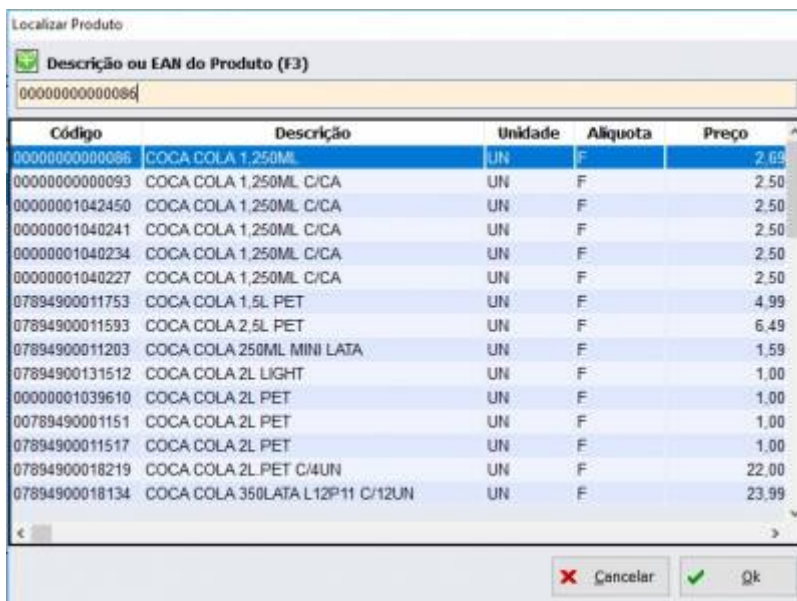 Localizar Produto
Descrição ou EAN do Produto (F3)
00000000000086
Código Descrição Unidade Alíquota Preço
00000000000086 COCA COLA 1,250ML UN F 2,69
00000000000093 COCA COLA 1,250ML C/CA UN F 2,50
00000001042450 COCA COLA 1,250ML C/CA UN F 2,50
00000001040241 COCA COLA 1,250ML C/CA UN F 2,50
00000001040234 COCA COLA 1,250ML C/CA UN F 2,50
00000001040227 COCA COLA 1,250ML C/CA UN F 2,50
07894900011753 COCA COLA 1,5L PET UN F 4,99
07894900011593 COCA COLA 2,5L PET UN F 6,49
07894900011203 COCA COLA 250ML MINI LATA UN F 1,59
07894900131512 COCA COLA 2L LIGHT UN F 1,00
00000001039610 COCA COLA 2L PET UN F 1,00
00789490001151 COCA COLA 2L PET UN F 1,00
07894900011517 COCA COLA 2L PET UN F 1,00
07894900018219 COCA COLA 2L.PET C/4UN UN F 22,00
07894900018134 COCA COLA 350LATA L12P11 C/12UN UN F 23,99
Cancelar Ok